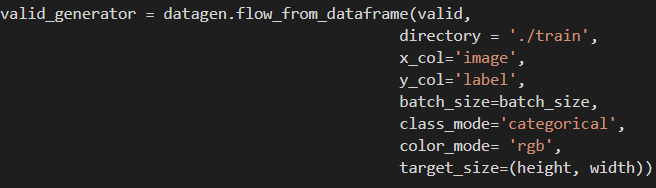 valid_generator = datagen.flow_from_dataframe(valid,
directory = './train',
x_col='image',
y_col='label',
batch_size=batch_size,
class_mode='categorical',
color_mode= 'rgb',
target_size=(height, width))